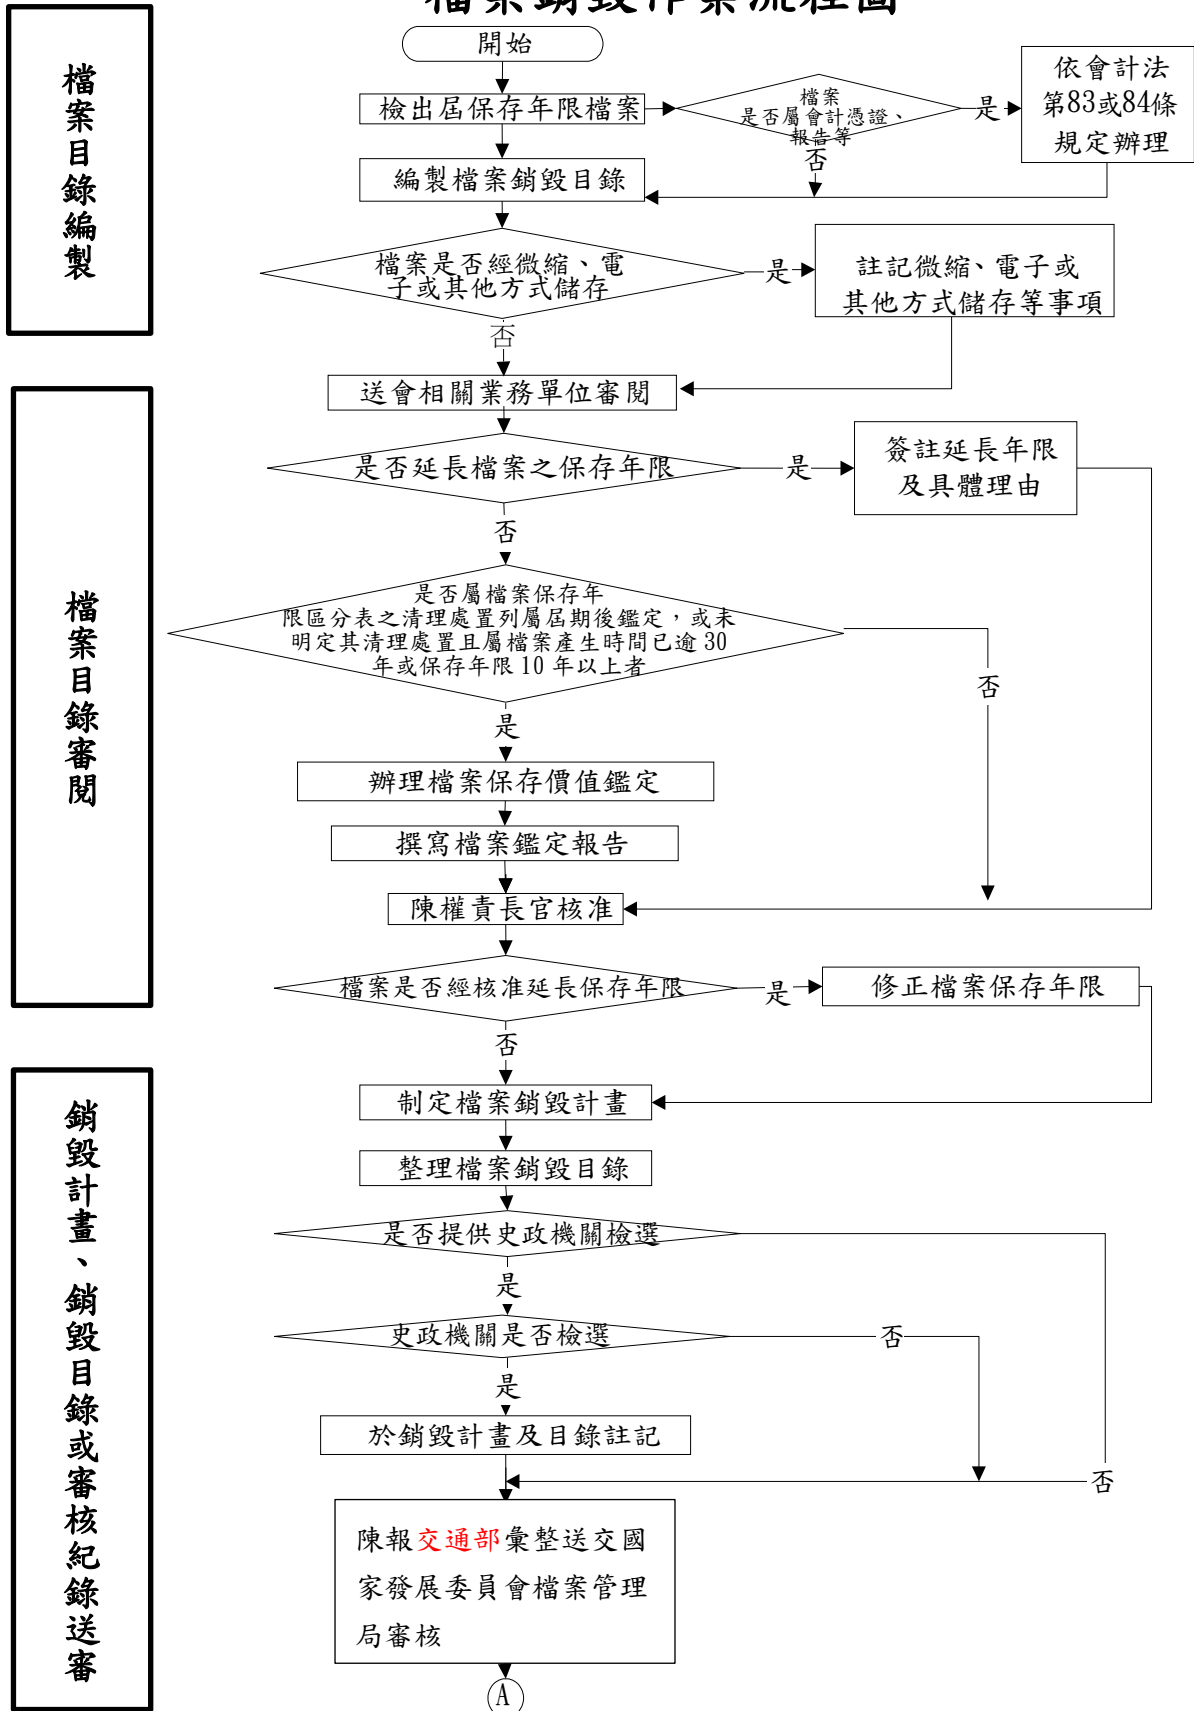 檔案銷毀作業流程圖
檔案目錄編製
開始
檢出屆保存年限檔案
檔案
是否屬會計憑證、
報告等
是
依會計法
第83或84條
規定辦理
否
編製檔案銷毀目錄
檔案是否經微縮、電
子或其他方式儲存
是
註記微縮、電子或
其他方式儲存等事項
否
檔案目錄審閱
送會相關業務單位審閱
是否延長檔案之保存年限
是
簽註延長年限
及具體理由
否
是否屬檔案保存年
限區分表之清理處置列屬屆期後鑑定，或未
明定其清理處置且屬檔案產生時間已逾 30
年或保存年限 10 年以上者
否
是
辦理檔案保存價值鑑定
撰寫檔案鑑定報告
陳權責長官核准
檔案是否經核准延長保存年限
是
修正檔案保存年限
否
銷毀計畫、銷毀目錄或審核紀錄送審
制定檔案銷毀計畫
整理檔案銷毀目錄
是否提供史政機關檢選
是
史政機關是否檢選
否
是
於銷毀計畫及目錄註記
否
陳報交通部彙整送交國
家發展委員會檔案管理
局審核
A